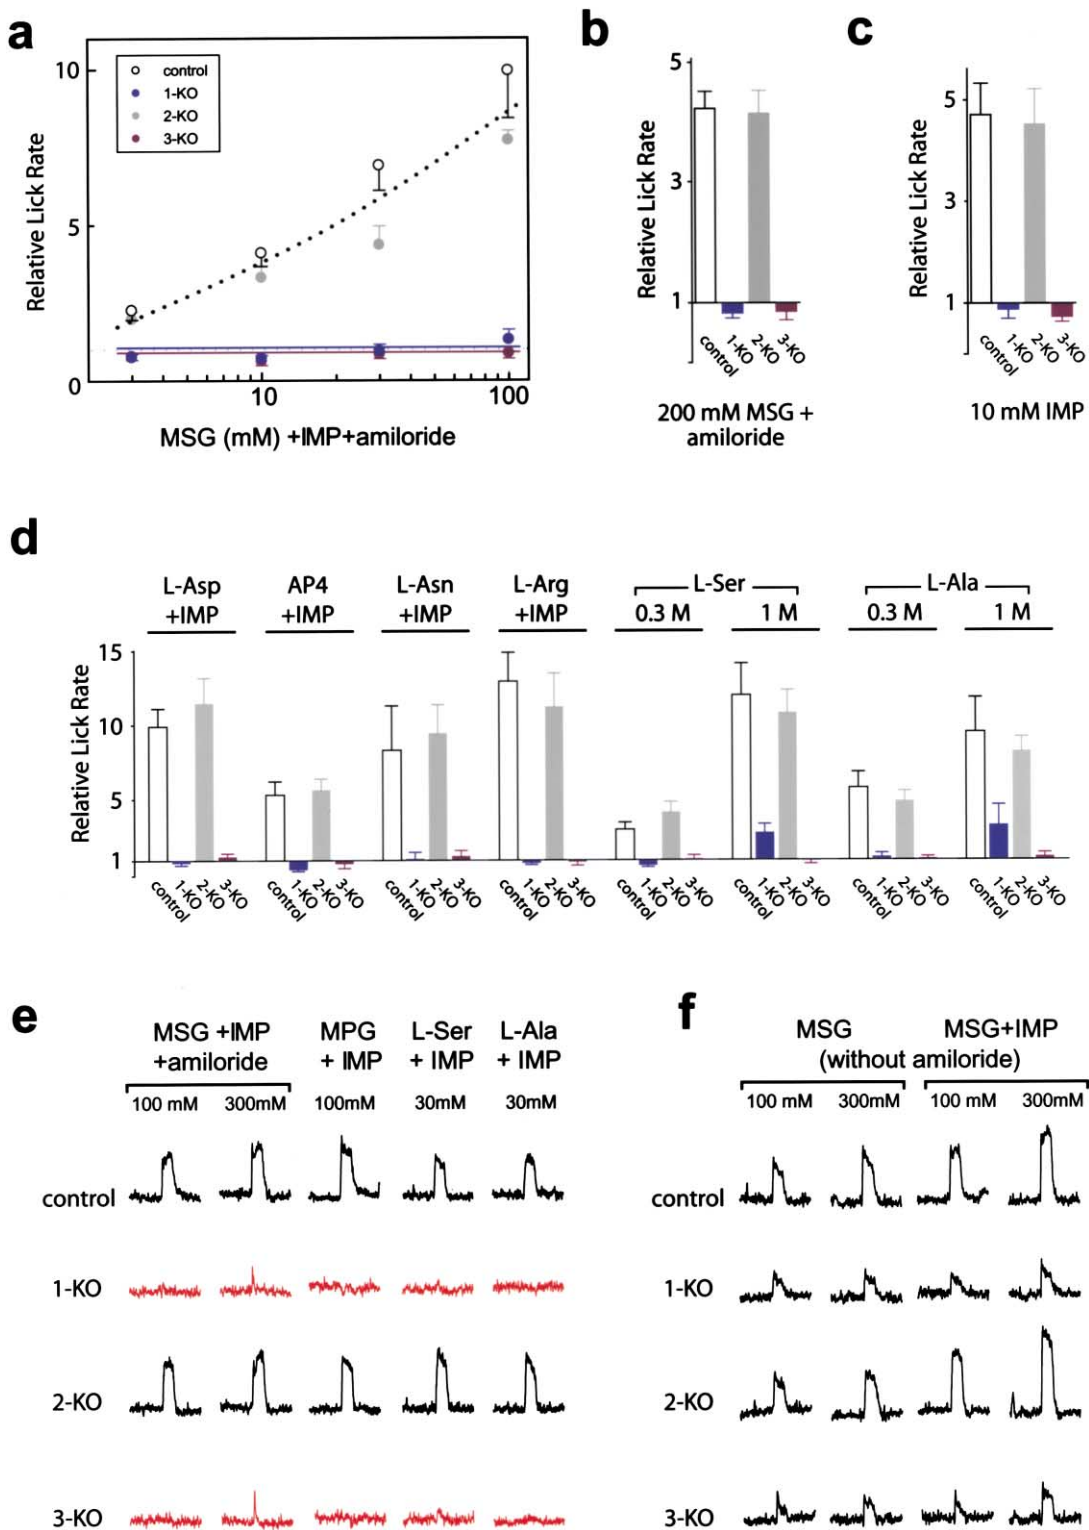 a
Relative Lick Rate
10
5
0
control
1-KO
2-KO
3-KO
10
100
MSG (mM) +IMP+amiloride
b
Relative Lick Rate
5
3
1
control
1-KO
2-KO
3-KO
200 mM MSG +
amiloride
c
Relative Lick Rate
5
3
1
control
1-KO
2-KO
3-KO
10 mM IMP
d
L-Asp
+IMP
AP4
+IMP
L-Asn
+IMP
L-Arg
+IMP
L-Ser
0.3 M
1 M
L-Ala
0.3 M
1 M
Relative Lick Rate
15
10
5
1
control
1-KO
2-KO
3-KO
control
1-KO
2-KO
3-KO
control
1-KO
2-KO
3-KO
control
1-KO
2-KO
3-KO
control
1-KO
2-KO
3-KO
control
1-KO
2-KO
3-KO
control
1-KO
2-KO
3-KO
control
1-KO
2-KO
3-KO
e
MSG +IMP
+amiloride
MPG
+ IMP
L-Ser
+ IMP
L-Ala
+ IMP
100 mM
300mM
100mM
30mM
30mM
control
1-KO
2-KO
3-KO
f
MSG
MSG+IMP
(without amiloride)
100 mM
300mM
100 mM
300mM
control
1-KO
2-KO
3-KO